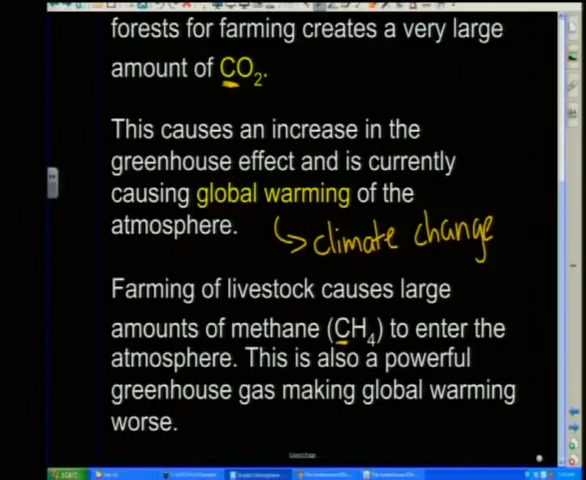 forests for farming creates a very large
amount of CO₂.
This causes an increase in the
greenhouse effect and is currently
causing global warming of the
atmosphere.
↳ climate change
Farming of livestock causes large
amounts of methane (CH₄) to enter the
atmosphere. This is also a powerful
greenhouse gas making global warming
worse.